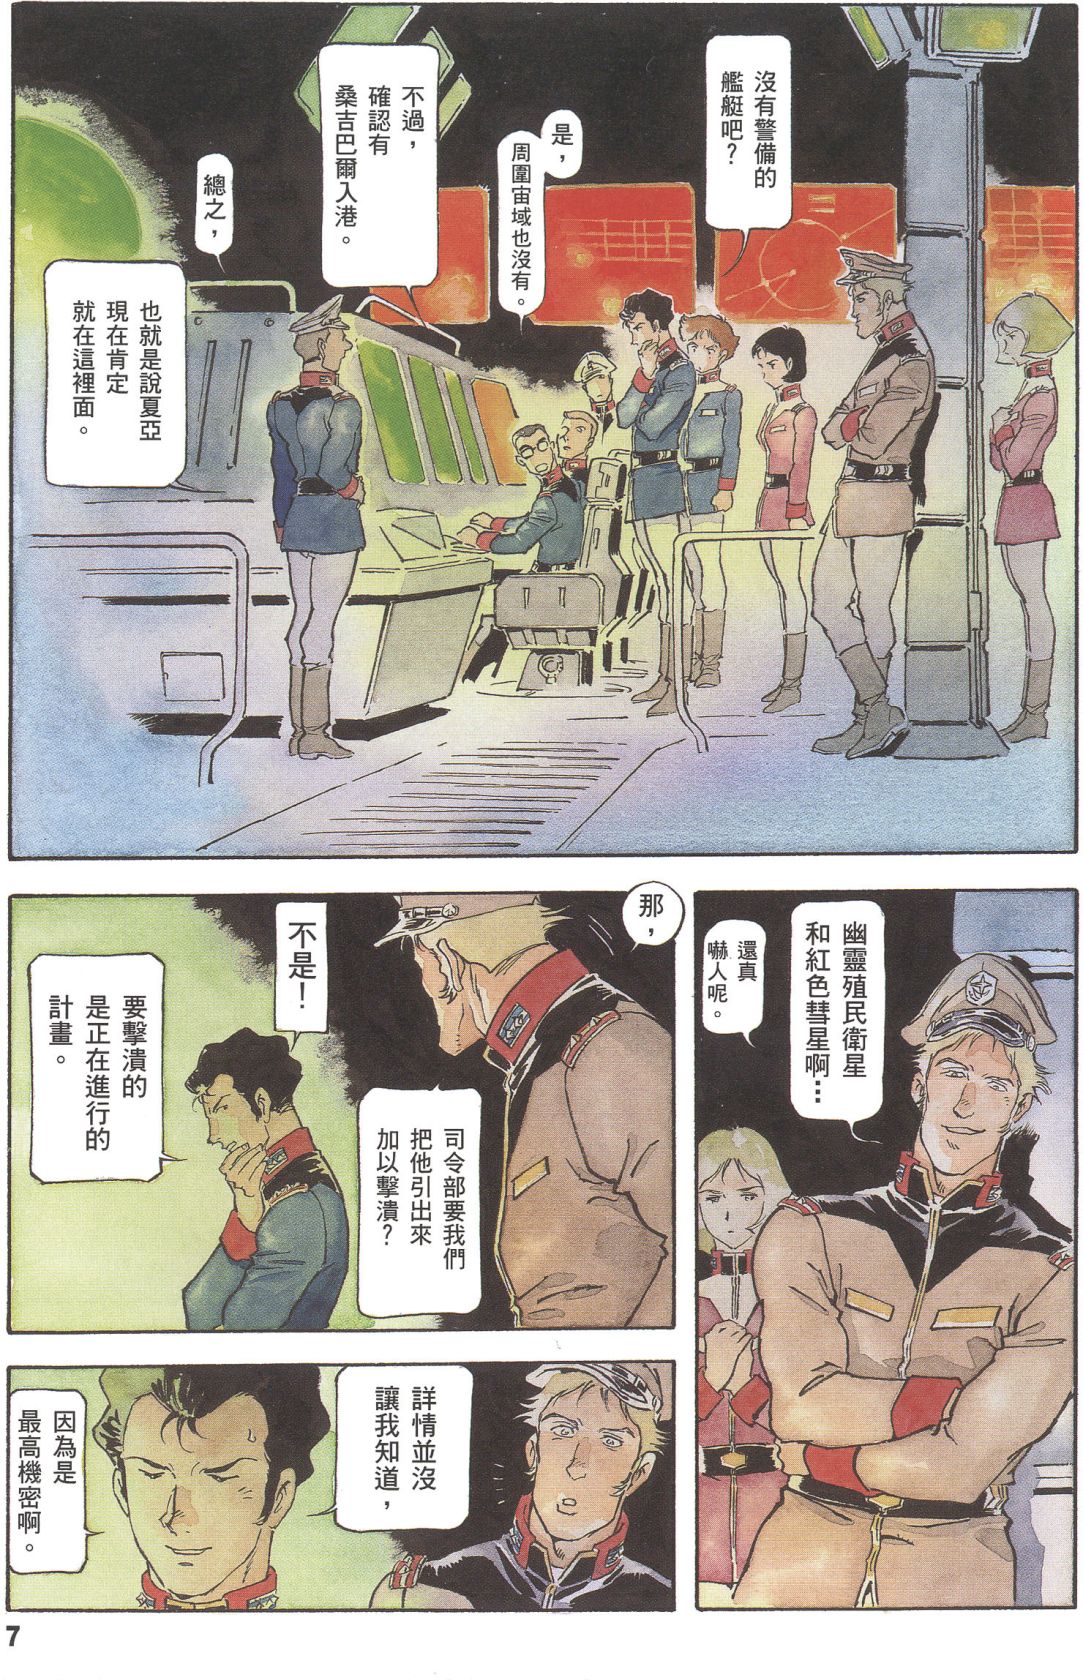 沒有警備的
艦艇吧？
是，
周圍宙域也沒有。
不過，
確認有
桑吉巴爾入港。
總之，
也就是說夏亞
現在肯定
就在這裡面。
幽靈殖民衛星
和紅色彗星啊…
還真
嚇人呢。
那，
司令部要我們
把他引出來
加以擊潰？
不是！
要擊潰的
是正在進行的
計畫。
詳情並沒
讓我知道，
因為是
最高機密啊。
7